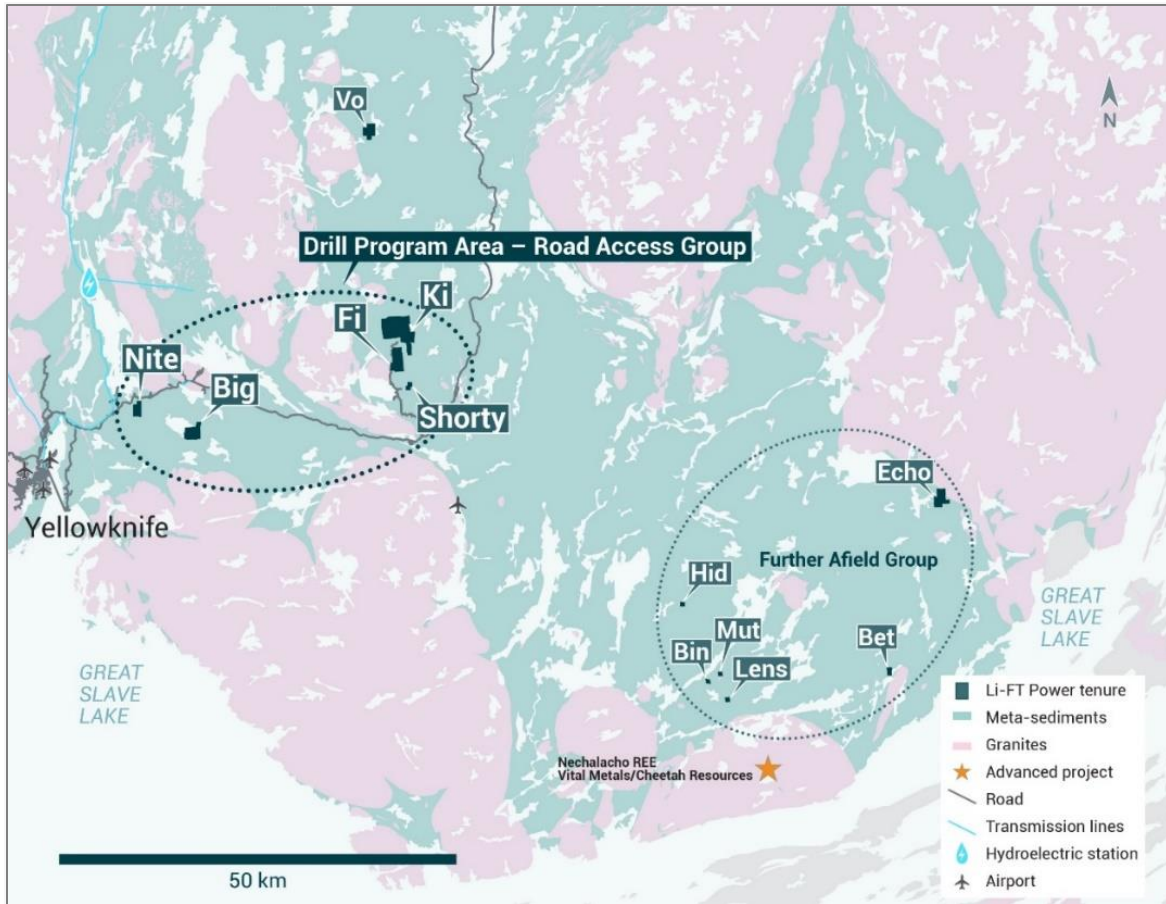 Vo
N
Drill Program Area – Road Access Group
Ki
Fi
Nite
Big
Shorty
Echo
Yellowknife
Further Afield Group
Hid
GREAT
SLAVE
LAKE
Mut
Bin
Bet
Lens
GREAT
SLAVE
LAKE
Li-FT Power tenure
Meta-sediments
Granites
Advanced project
Road
Transmission lines
Hydroelectric station
Airport
Nechalacho REE
Vital Metals/Cheetah Resources
50 km